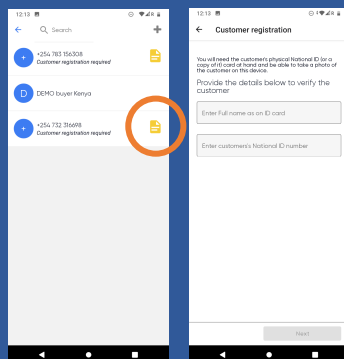 12:13
Search
+254 783 156308
Customer registration required
D
DEMO buyer Kenya
+254 732 316698
Customer registration required
12:13
Customer registration
You will need the customer's physical National ID (or a
copy of it) card at hand and be able to take a photo of
the customer on this device.
Provide the details below to verify the
customer
Enter Full name as on ID card
Enter customers's National ID number
Next